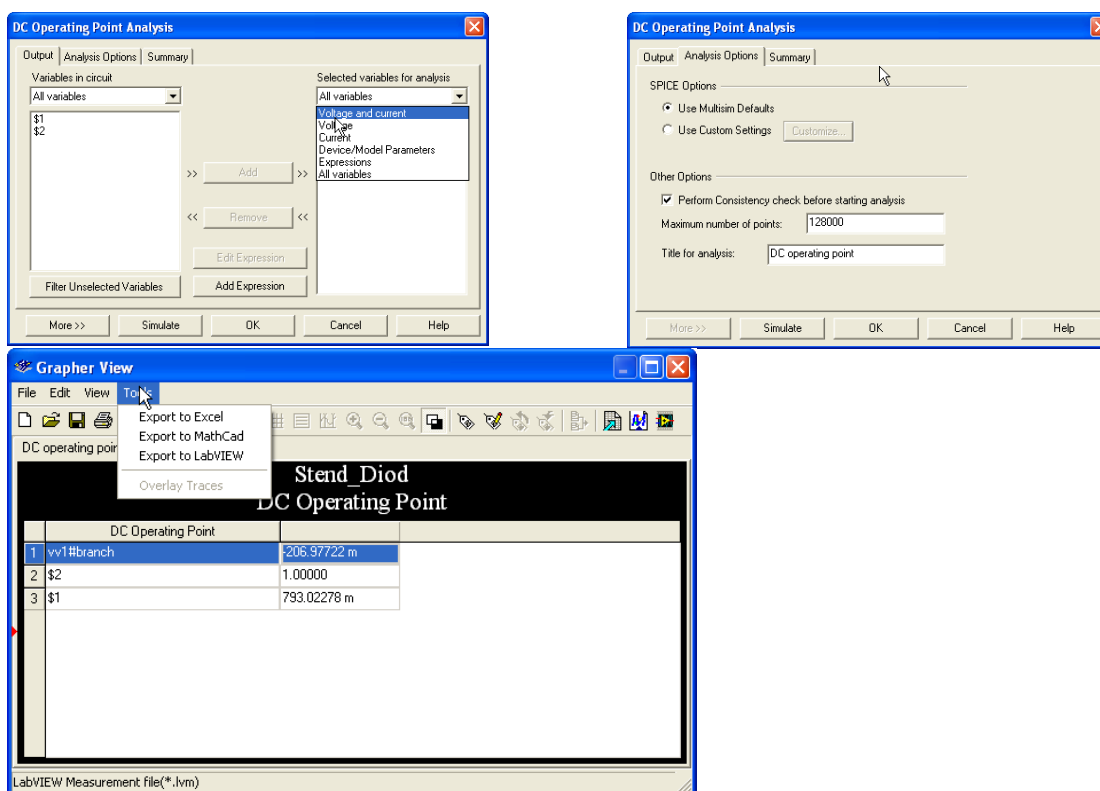 DC Operating Point Analysis
Output Analysis Options Summary
Variables in circuit
All variables
$1
$2
>> Add >>
<< Remove <<
Edit Expression
Filter Unselected Variables
Add Expression
Selected variables for analysis
All variables
Voltage and current
Voltage
Current
Device/Model Parameters
Expressions
All variables
More >> Simulate OK Cancel Help
DC Operating Point Analysis
Output Analysis Options Summary
SPICE Options
Use Multisim Defaults
Use Custom Settings Customize...
Other Options
Perform Consistency check before starting analysis
Maximum number of points: 128000
Title for analysis: DC operating point
More >> Simulate OK Cancel Help
Grapher View
File Edit View Tools
Export to Excel
Export to MathCad
Export to LabVIEW
Overlay Traces
DC operating poin
Stend_Diod
DC Operating Point
DC Operating Point
1 vv1#branch -206.97722 m
2 $2 1.00000
3 $1 793.02278 m
LabVIEW Measurement file(*.lvm)